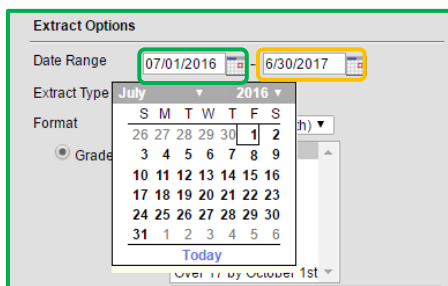 Extract Options
Date Range 07/01/2016 - 6/30/2017
Extract Type
July 2016
Format th)
S M T W T F S
26 27 28 29 30 1 2
Grade
3 4 5 6 7 8 9
10 11 12 13 14 15 16
17 18 19 20 21 22 23
24 25 26 27 28 29 30
31 1 2 3 4 5 6
Today
Over 17 by October 1st